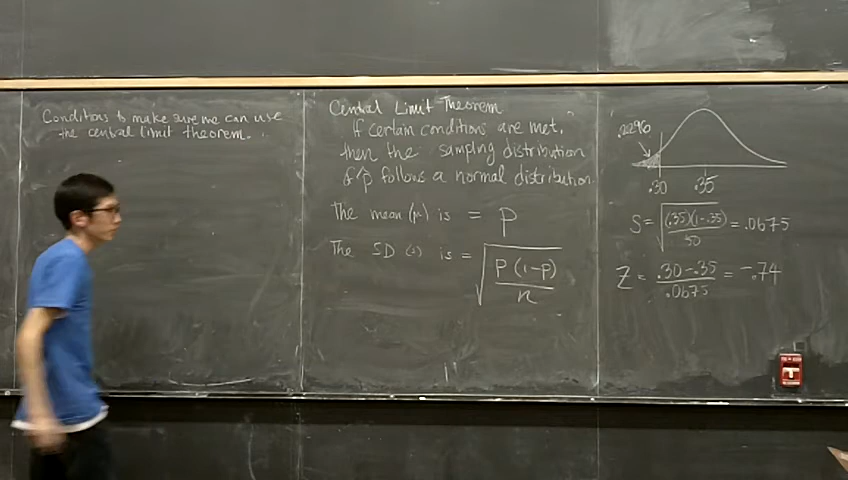 Conditions to make sure we can use
the central limit theorem.
Central Limit Theorem
If certain conditions are met,
then the sampling distribution
of p̂ follows a normal distribution.
The mean (μ) is = p
The SD (s) is = √(p(1-p)/n)
.2296
.30 .35
S = √((.35)(1-.35)/50) = .0675
Z = (.30-.35)/.0675 = -.74